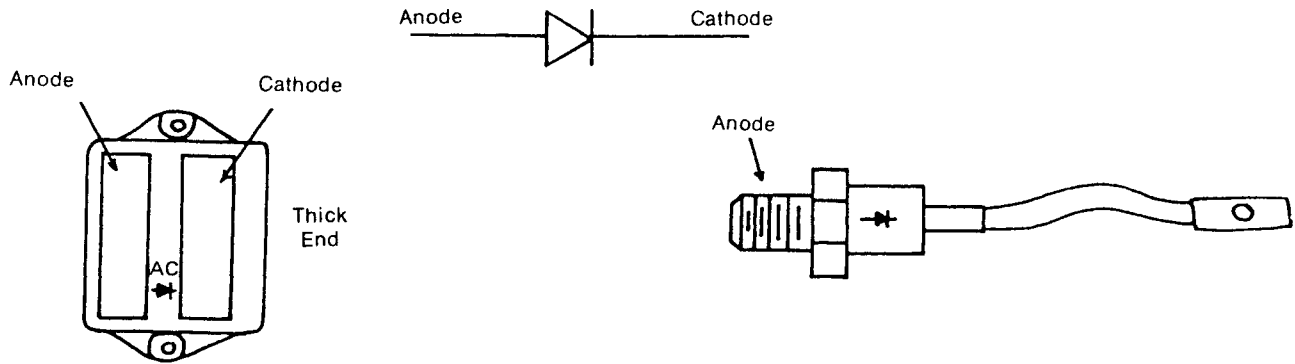 Anode
Cathode
Anode
Cathode
Anode
Thick
End
AC